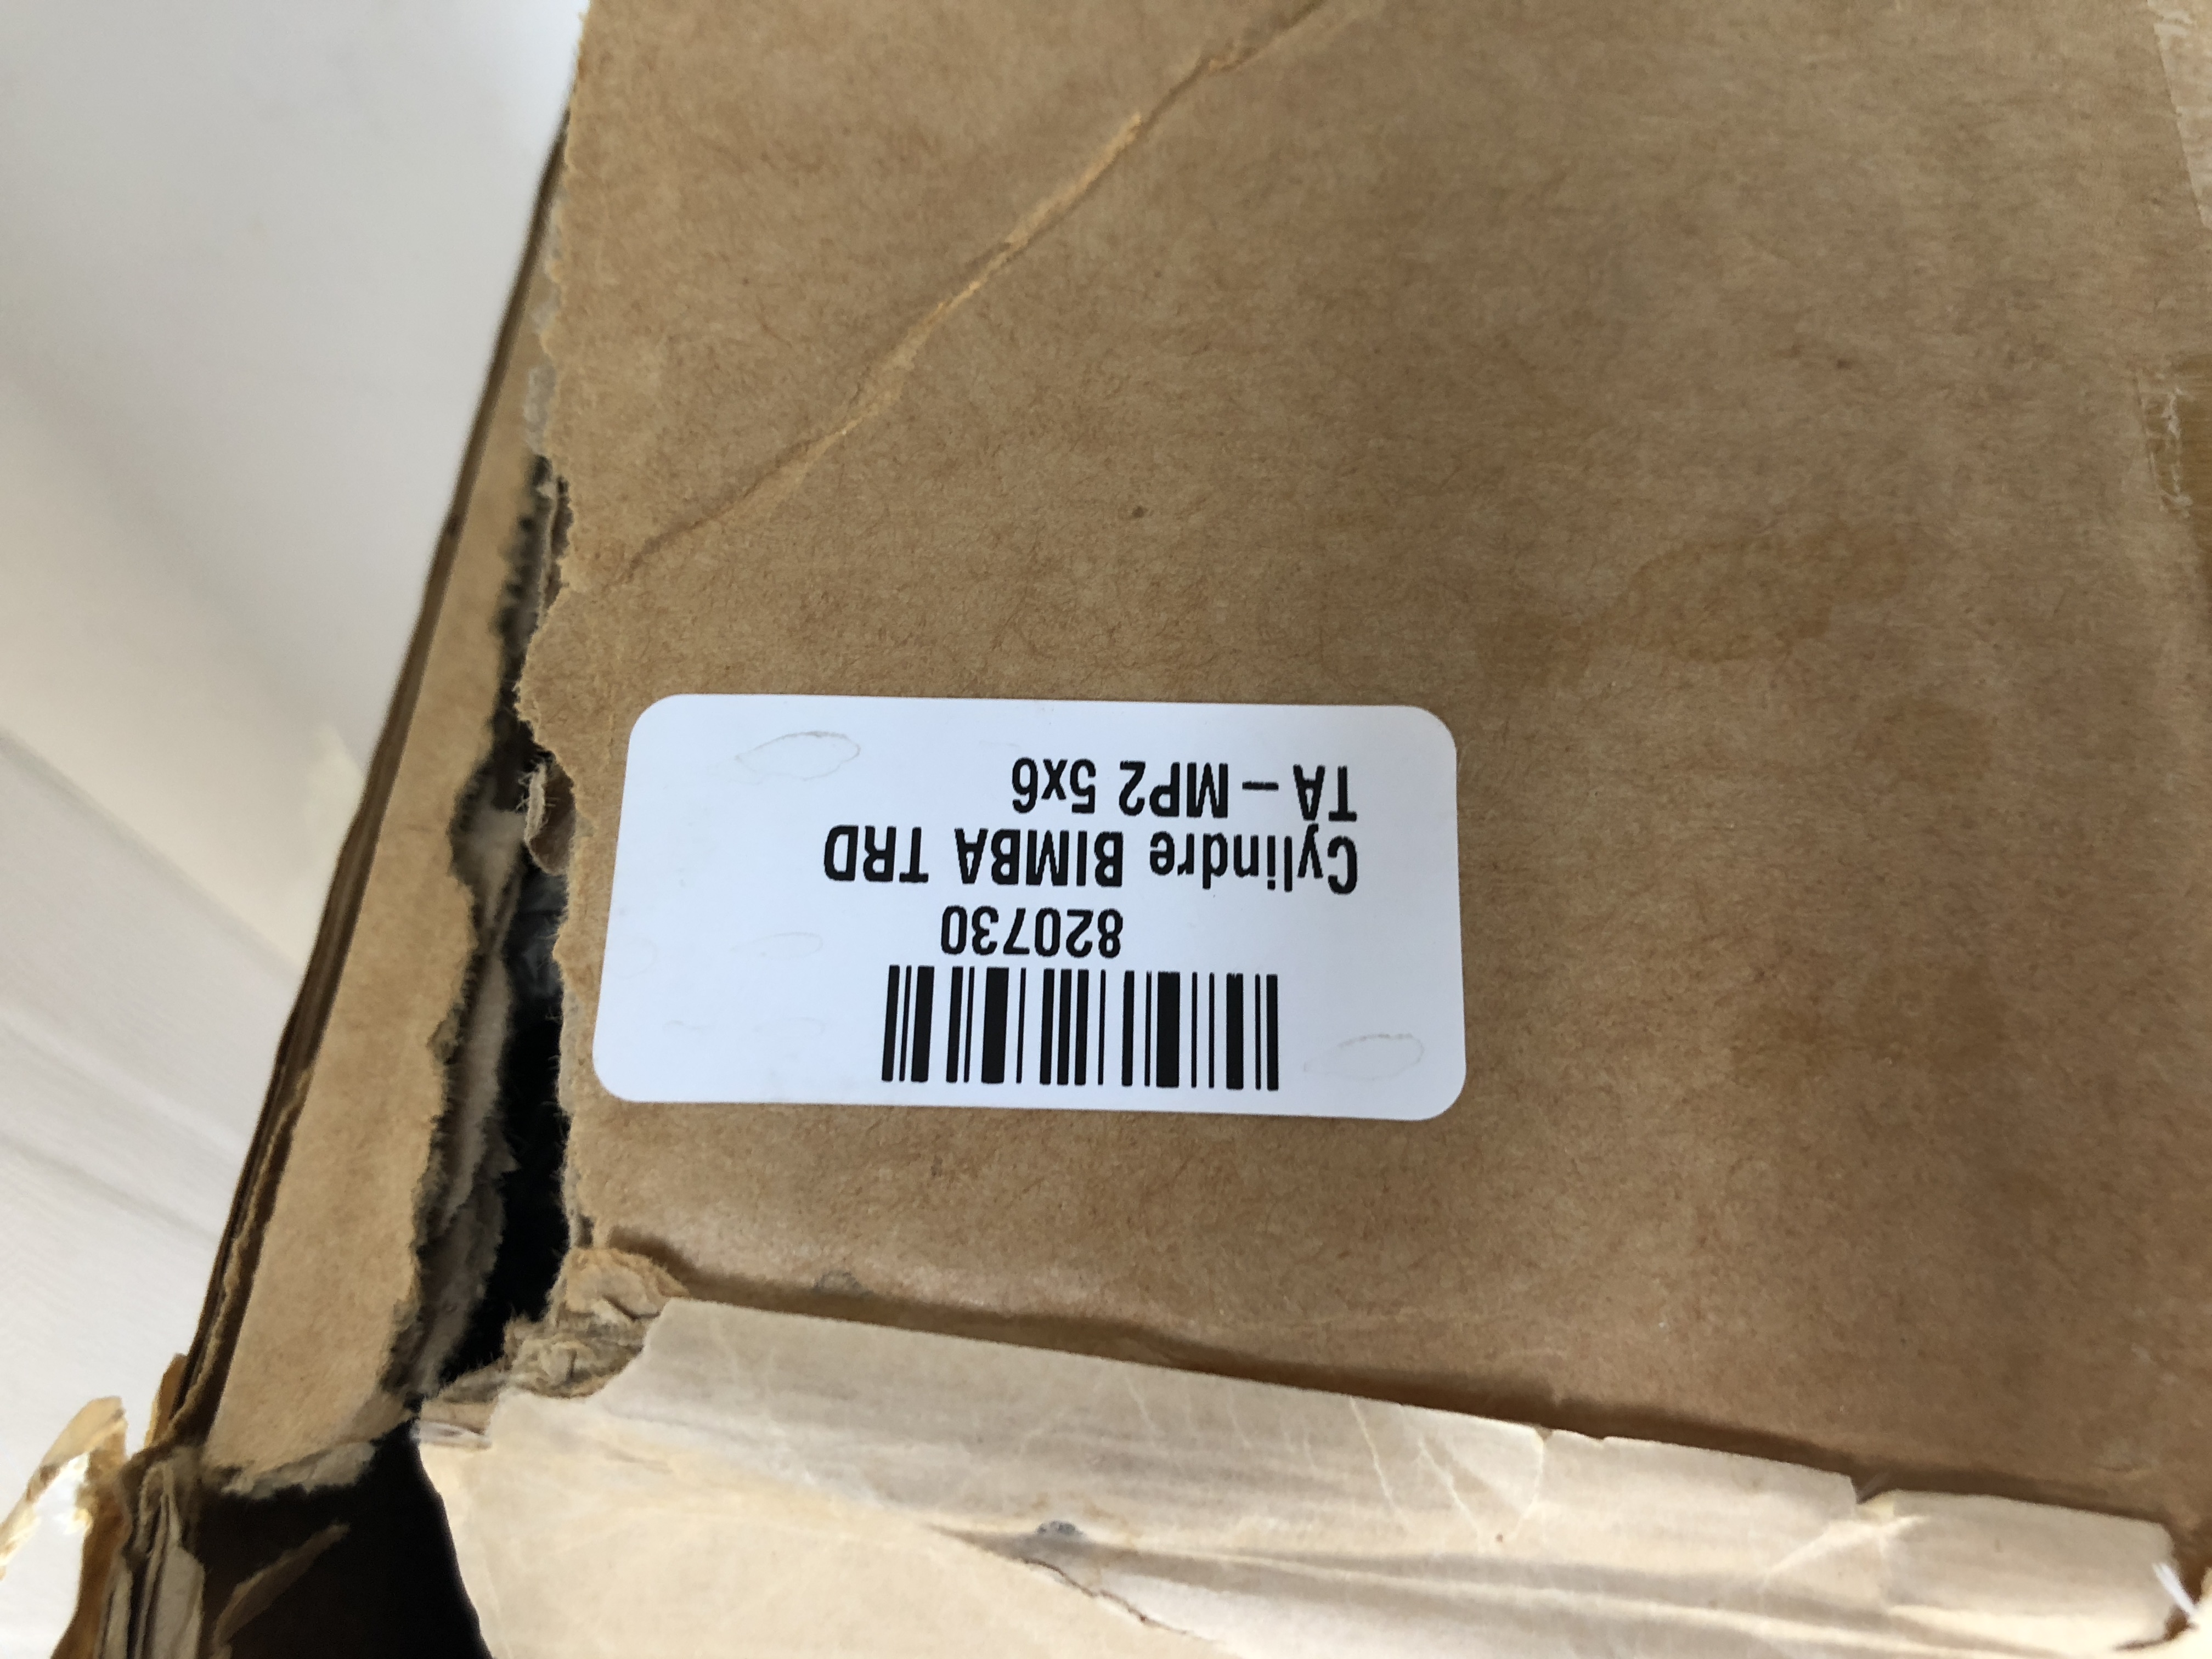 820730
Cylindre BIMBA TRD
TA – MP2 5x6